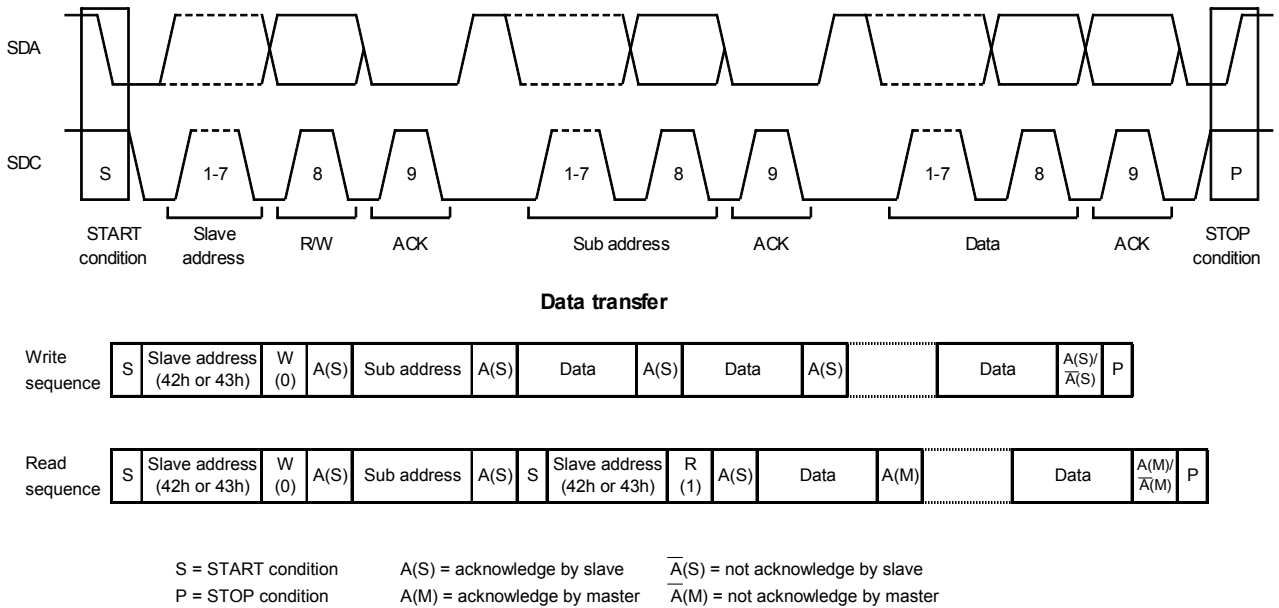 SDA
SDC
S 1-7 8 9 1-7 8 9 1-7 8 9 P
START condition
Slave address
R/W
ACK
Sub address
ACK
Data
ACK
STOP condition
Data transfer
Write sequence
S Slave address (42h or 43h) W (0) A(S) Sub address A(S) Data A(S) Data A(S) Data A(S)/A̅(S) P
Read sequence
S Slave address (42h or 43h) W (0) A(S) Sub address A(S) S Slave address (42h or 43h) R (1) A(S) Data A(M) Data A(M)/A̅(M) P
S = START condition A(S) = acknowledge by slave A̅(S) = not acknowledge by slave
P = STOP condition A(M) = acknowledge by master A̅(M) = not acknowledge by master